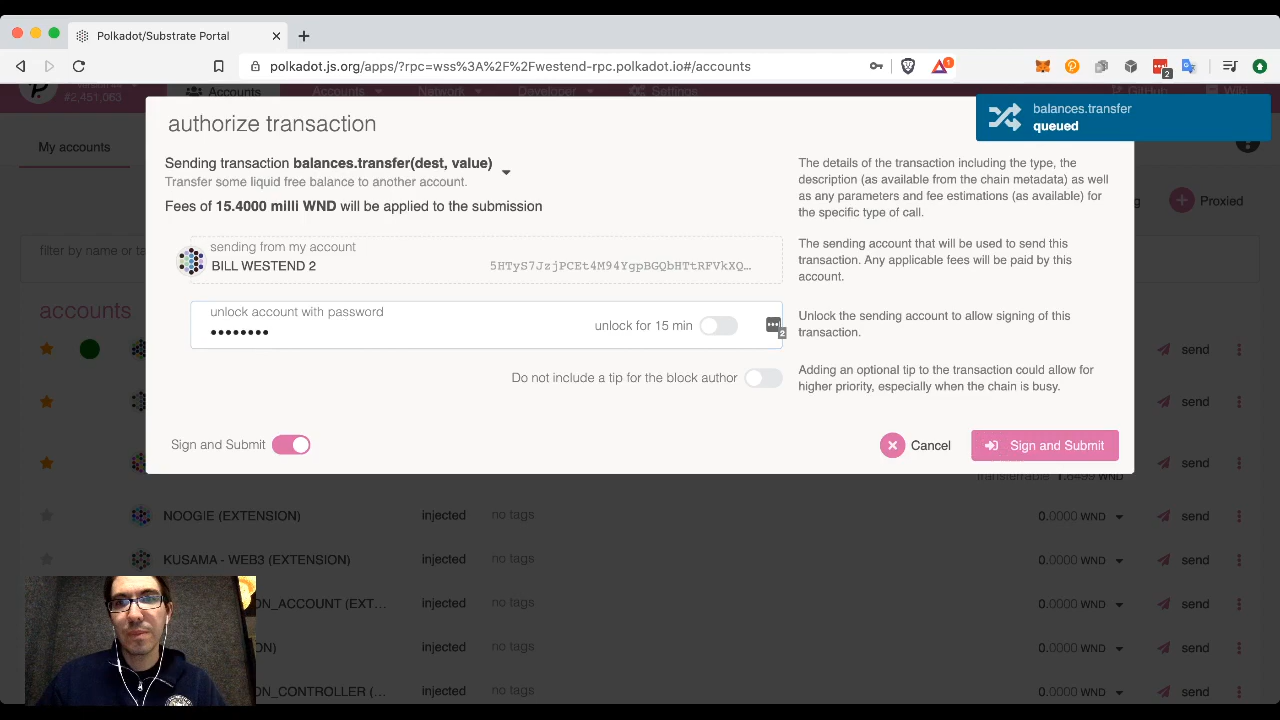 Polkadot/Substrate Portal
polkadot.js.org/apps/?rpc=wss%3A%2F%2Fwestend-rpc.polkadot.io#/accounts
1
2
#2,451,063
Accounts
Accounts
Network
Developer
Settings
GitHub
Wiki
balances.transfer
queued
My accounts
Proxied
filter by name or ta
accounts
authorize transaction
Sending transaction balances.transfer(dest, value)
Transfer some liquid free balance to another account.
Fees of 15.4000 milli WND will be applied to the submission
The details of the transaction including the type, the
description (as available from the chain metadata) as well
as any parameters and fee estimations (as available) for
the specific type of call.
sending from my account
BILL WESTEND 2
5HTyS7JzjPCEt4M94YgpBGQbHTtRFVkXQ…
The sending account that will be used to send this
transaction. Any applicable fees will be paid by this
account.
unlock account with password
••••••••
unlock for 15 min
2
Unlock the sending account to allow signing of this
transaction.
Do not include a tip for the block author
Adding an optional tip to the transaction could allow for
higher priority, especially when the chain is busy.
Sign and Submit
Cancel
Sign and Submit
send
send
send
transferrable 1.6499 WND
NOOGIE (EXTENSION) injected no tags 0.0000 WND send
KUSAMA - WEB3 (EXTENSION) injected no tags 0.0000 WND send
ON_ACCOUNT (EXT… injected no tags 0.0000 WND send
ON) injected no tags 0.0000 WND send
ON_CONTROLLER (… injected no tags 0.0000 WND send